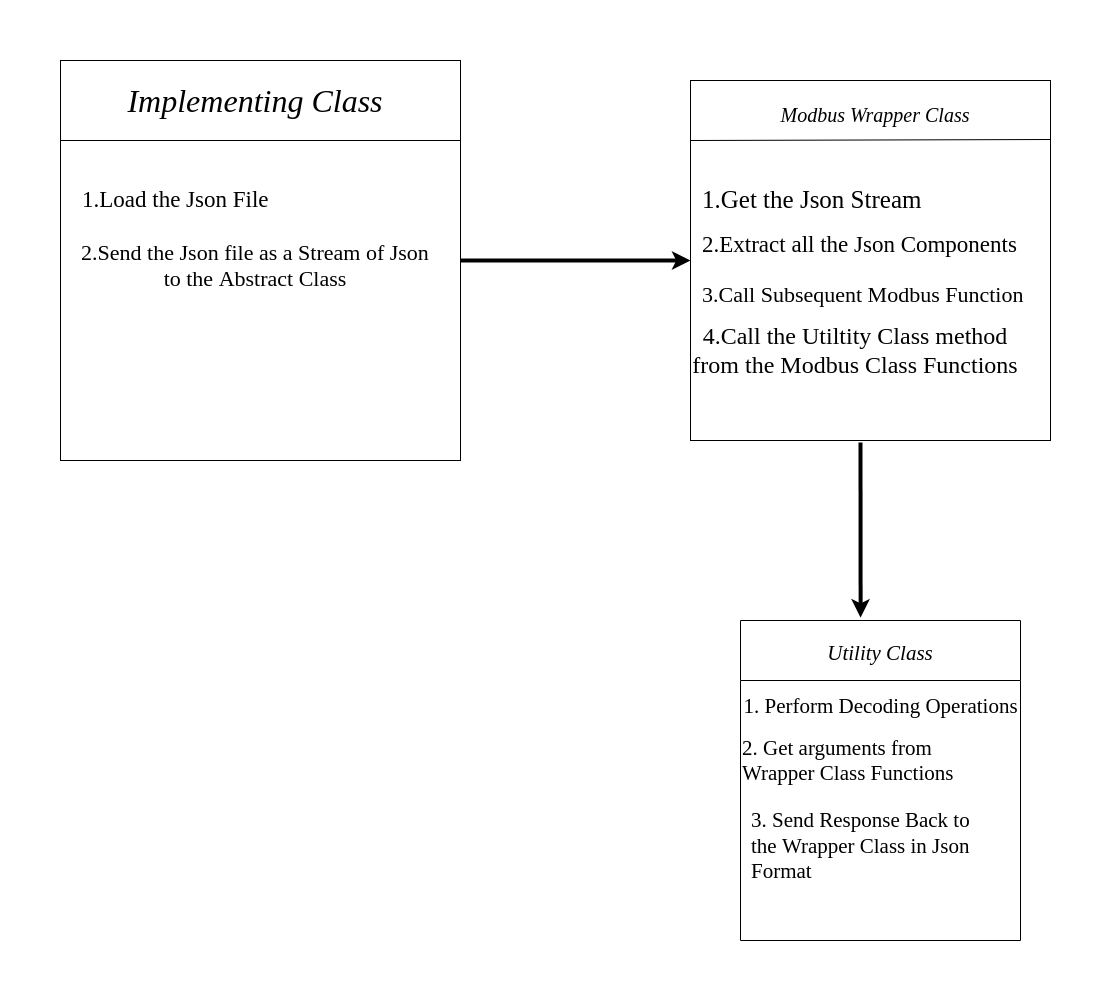 Implementing Class
1.Load the Json File
2.Send the Json file as a Stream of Json
to the Abstract Class
Modbus Wrapper Class
1.Get the Json Stream
2.Extract all the Json Components
3.Call Subsequent Modbus Function
4.Call the Utiltity Class method
from the Modbus Class Functions
Utility Class
1. Perform Decoding Operations
2. Get arguments from
Wrapper Class Functions
3. Send Response Back to
the Wrapper Class in Json
Format